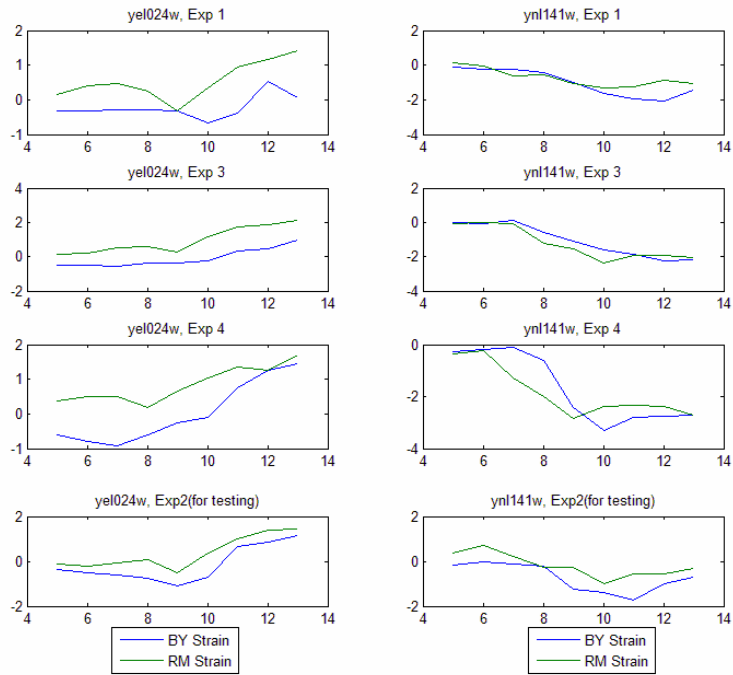 yel024w, Exp 1
2
1
0
-1
4 6 8 10 12 14
ynl141w, Exp 1
2
0
-2
-4
4 6 8 10 12 14
yel024w, Exp 3
4
2
0
-2
4 6 8 10 12 14
ynl141w, Exp 3
2
0
-2
-4
4 6 8 10 12 14
yel024w, Exp 4
2
1
0
-1
4 6 8 10 12 14
ynl141w, Exp 4
0
-2
-4
4 6 8 10 12 14
yel024w, Exp2(for testing)
2
0
-2
4 6 8 10 12 14
BY Strain
RM Strain
ynl141w, Exp2(for testing)
2
0
-2
4 6 8 10 12 14
BY Strain
RM Strain